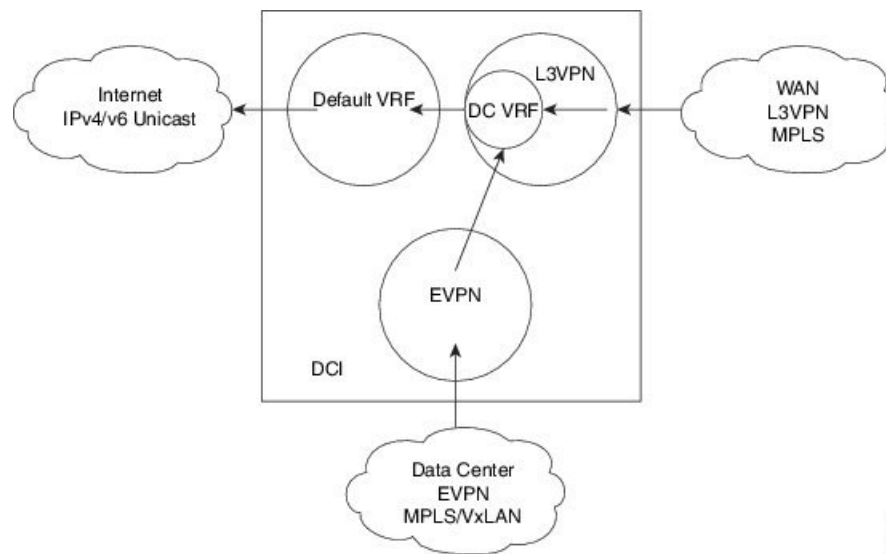 Internet
IPv4/v6 Unicast
Default VRF
L3VPN
DC VRF
WAN
L3VPN
MPLS
EVPN
DCI
Data Center
EVPN
MPLS/VxLAN